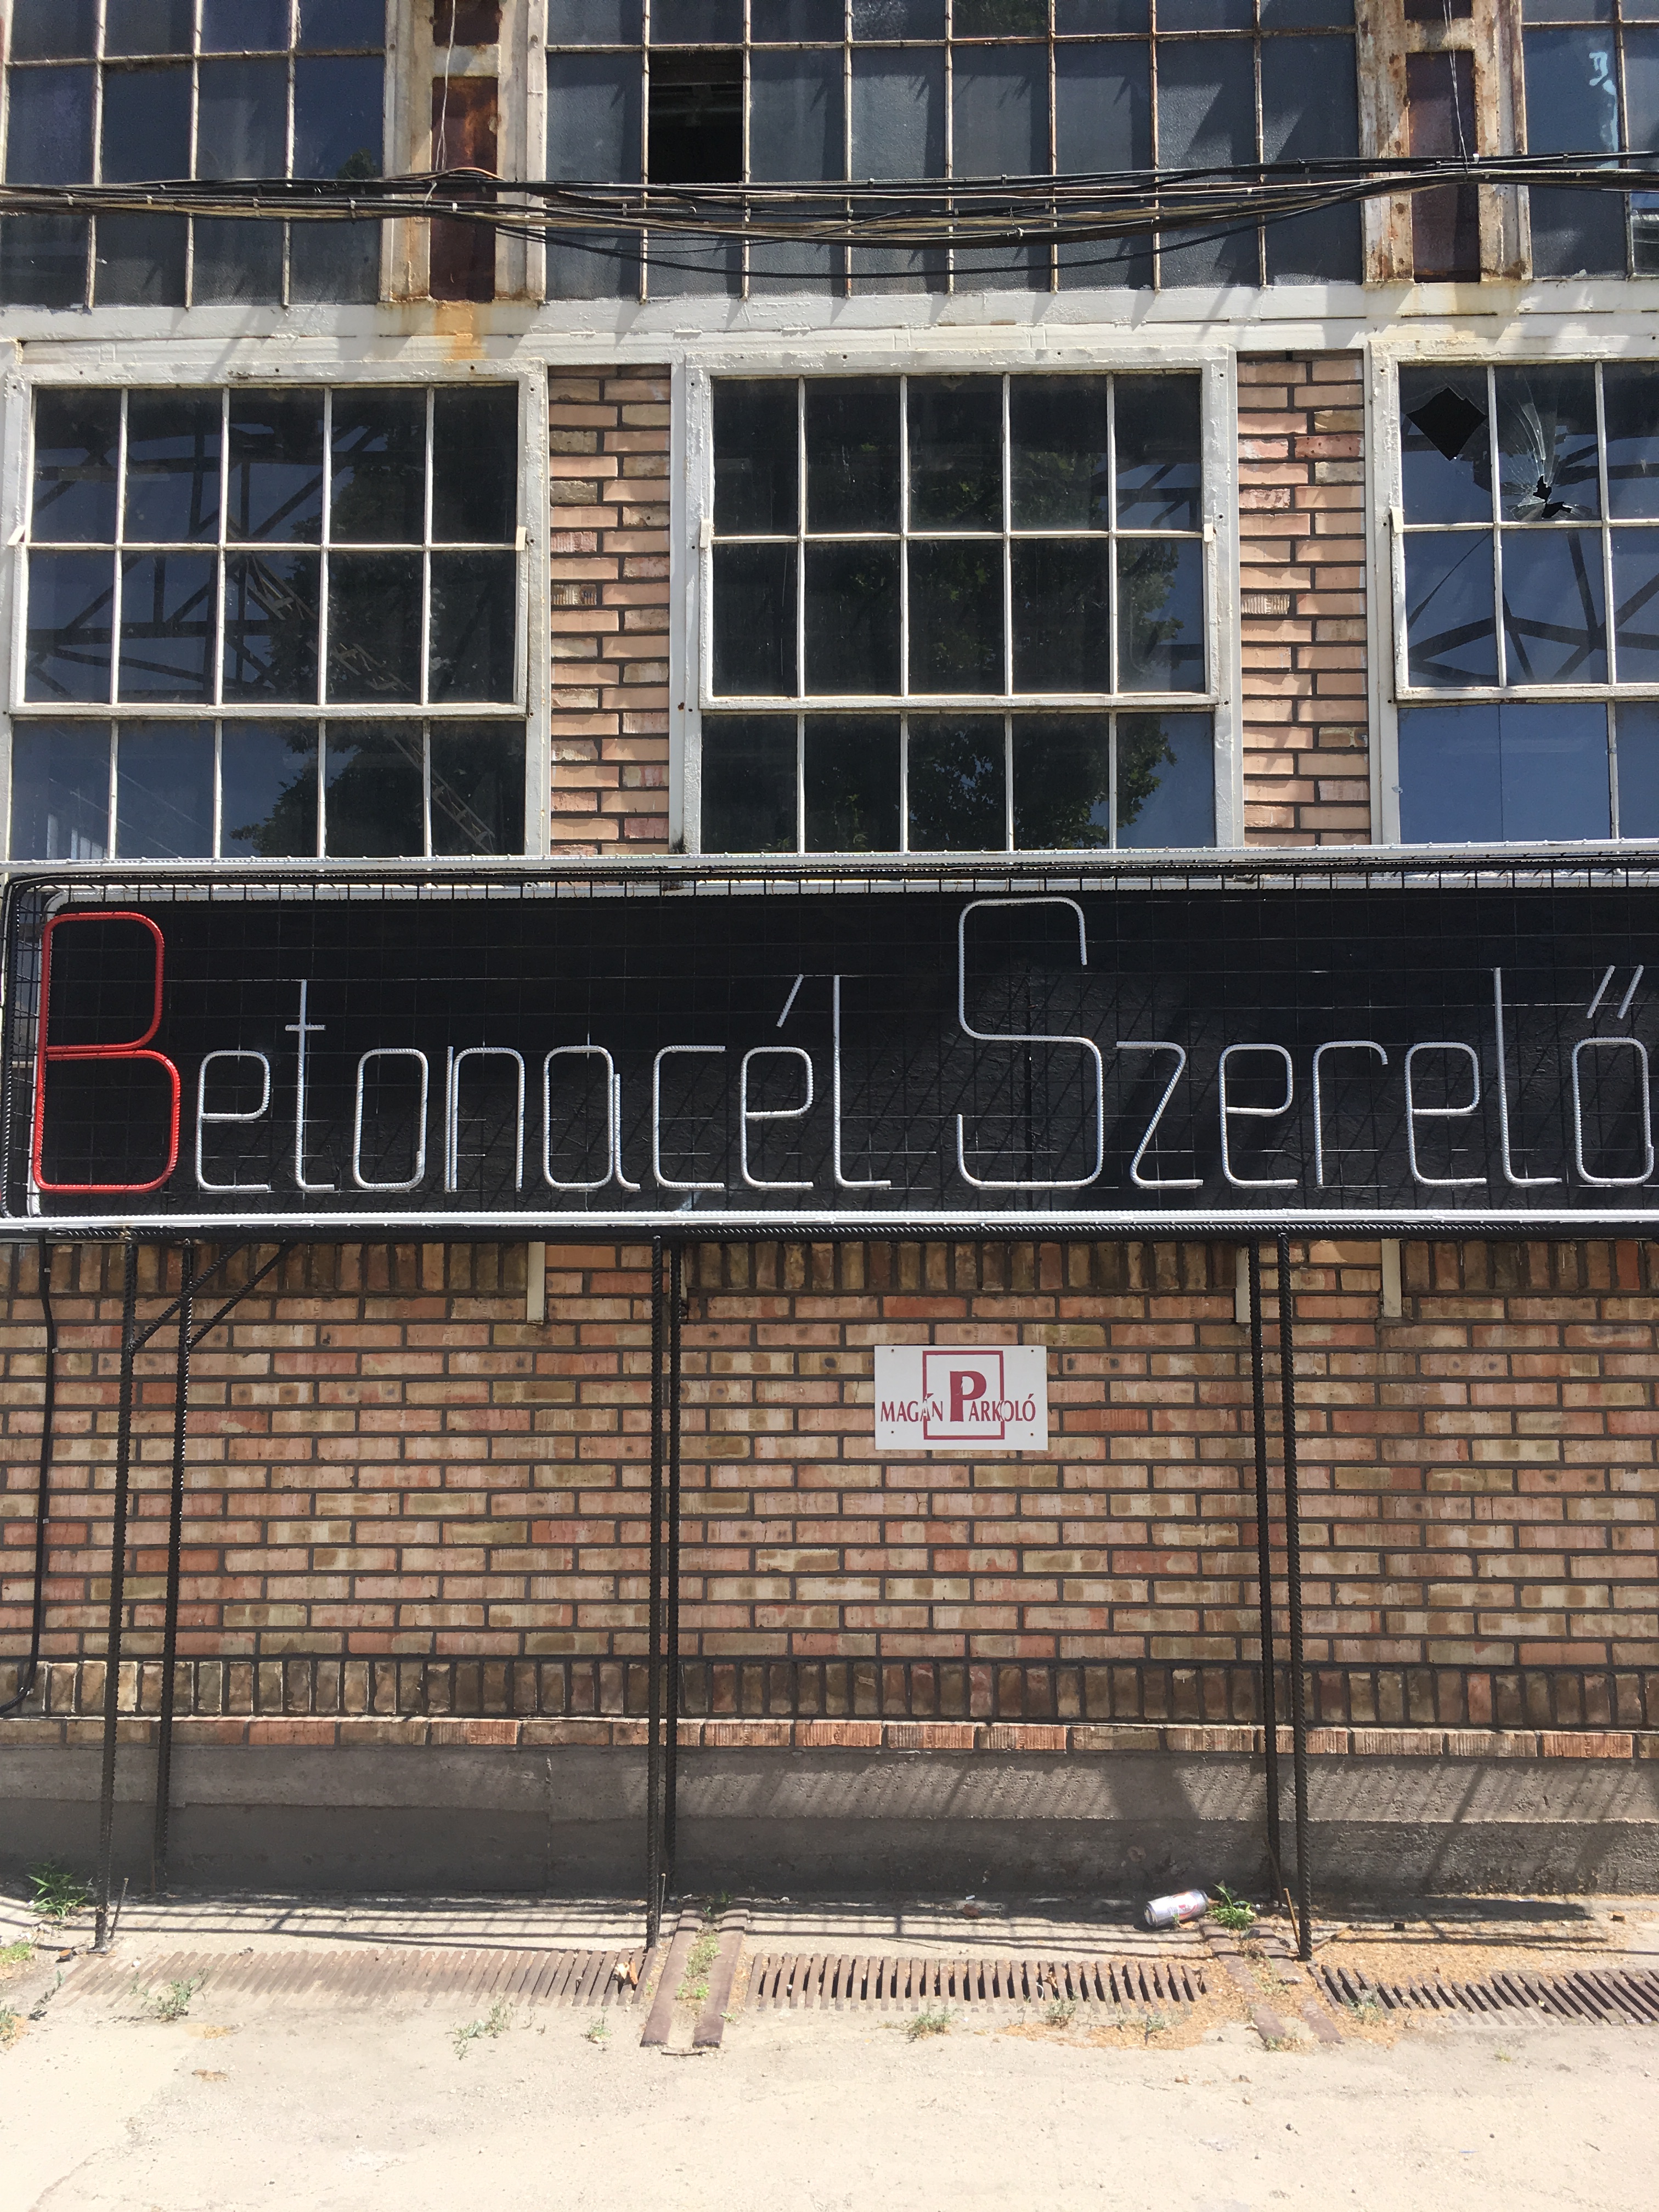 Betonacél Szerelő
MAGÁN PARKOLÓ